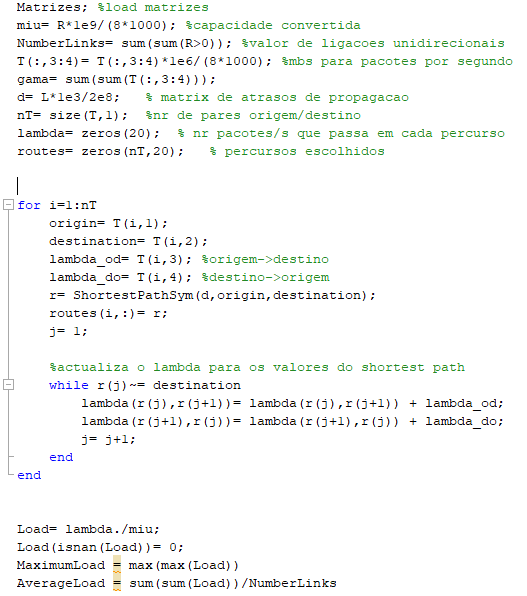 Matrizes; %load matrizes
miu= R*1e9/(8*1000); %capacidade convertida
NumberLinks= sum(sum(R>0)); %valor de ligacoes unidirecionais
T(:,3:4)= T(:,3:4)*1e6/(8*1000); %mbs para pacotes por segundo
gama= sum(sum(T(:,3:4)));
d= L*1e3/2e8;   % matrix de atrasos de propagacao
nT= size(T,1);  %nr de pares origem/destino
lambda= zeros(20);  % nr pacotes/s que passa em cada percurso
routes= zeros(nT,20);   % percursos escolhidos
for i=1:nT
    origin= T(i,1);
    destination= T(i,2);
    lambda_od= T(i,3); %origem->destino
    lambda_do= T(i,4); %destino->origem
    r= ShortestPathSym(d,origin,destination);
    routes(i,:)= r;
    j= 1;
    %actualiza o lambda para os valores do shortest path
    while r(j)~= destination
        lambda(r(j),r(j+1))= lambda(r(j),r(j+1)) + lambda_od;
        lambda(r(j+1),r(j))= lambda(r(j+1),r(j)) + lambda_do;
        j= j+1;
    end
end
Load= lambda./miu;
Load(isnan(Load))= 0;
MaximumLoad = max(max(Load))
AverageLoad = sum(sum(Load))/NumberLinks